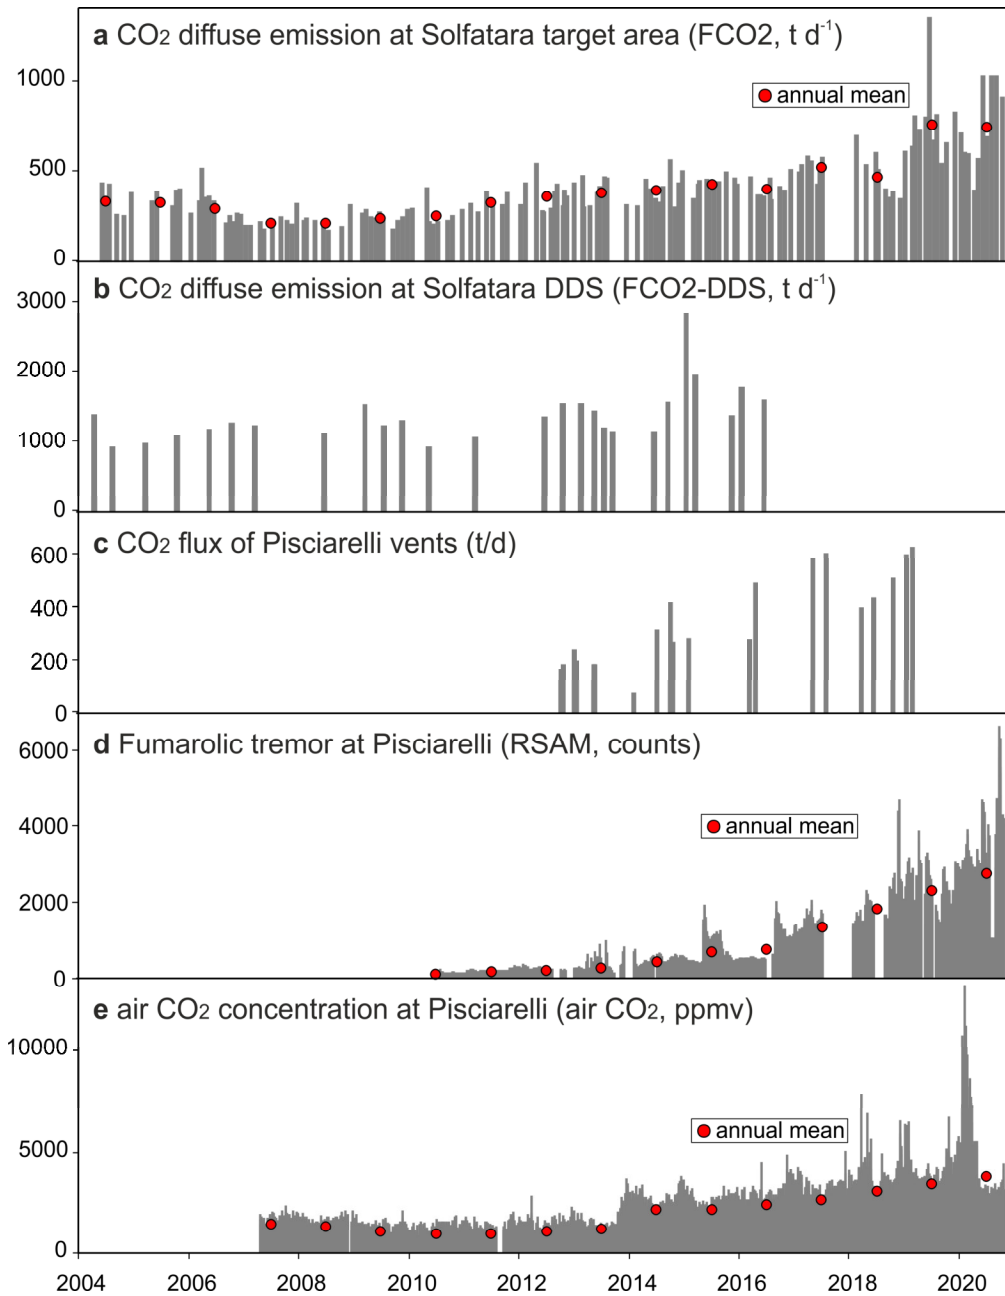 a CO2 diffuse emission at Solfatara target area (FCO2, t d-1)
1000
annual mean
500
0
b CO2 diffuse emission at Solfatara DDS (FCO2-DDS, t d-1)
3000
2000
1000
0
c CO2 flux of Pisciarelli vents (t/d)
600
400
200
0
d Fumarolic tremor at Pisciarelli (RSAM, counts)
6000
annual mean
4000
2000
0
e air CO2 concentration at Pisciarelli (air CO2, ppmv)
10000
annual mean
5000
0
2004 2006 2008 2010 2012 2014 2016 2018 2020